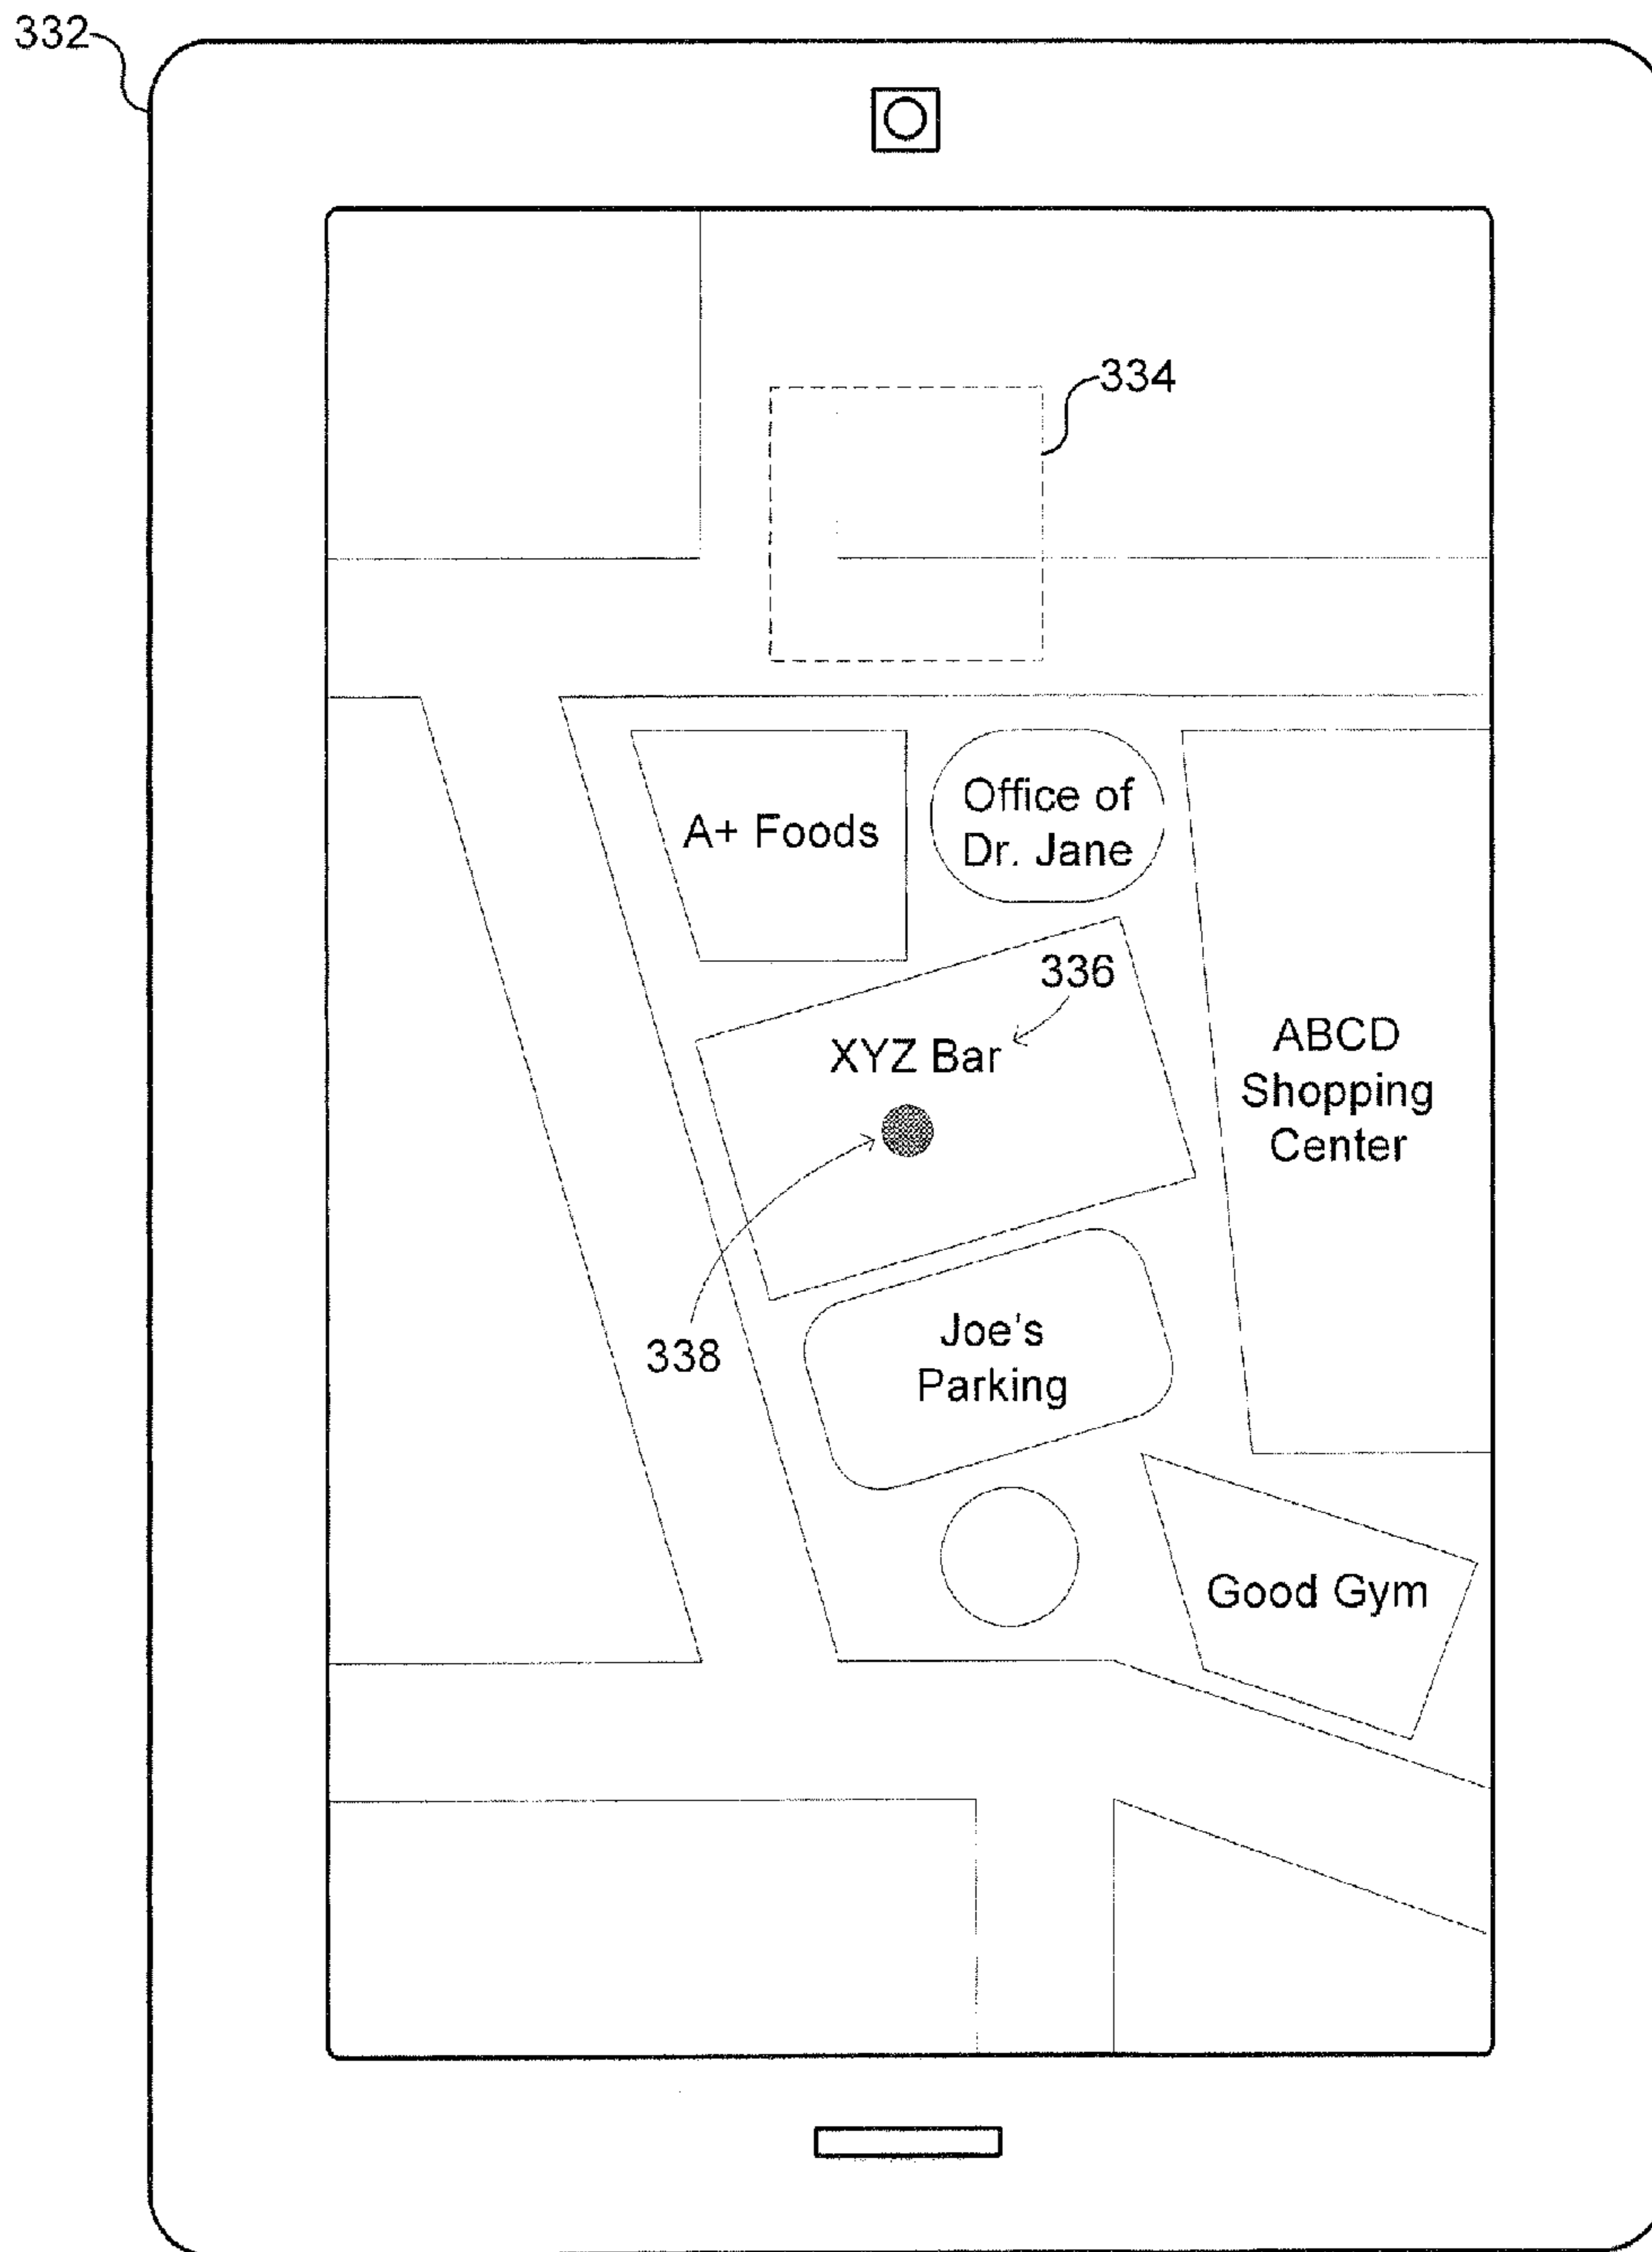 332
334
Office of
Dr. Jane
A+ Foods
336
XYZ Bar
ABCD
Shopping
Center
338
Joe's
Parking
Good Gym